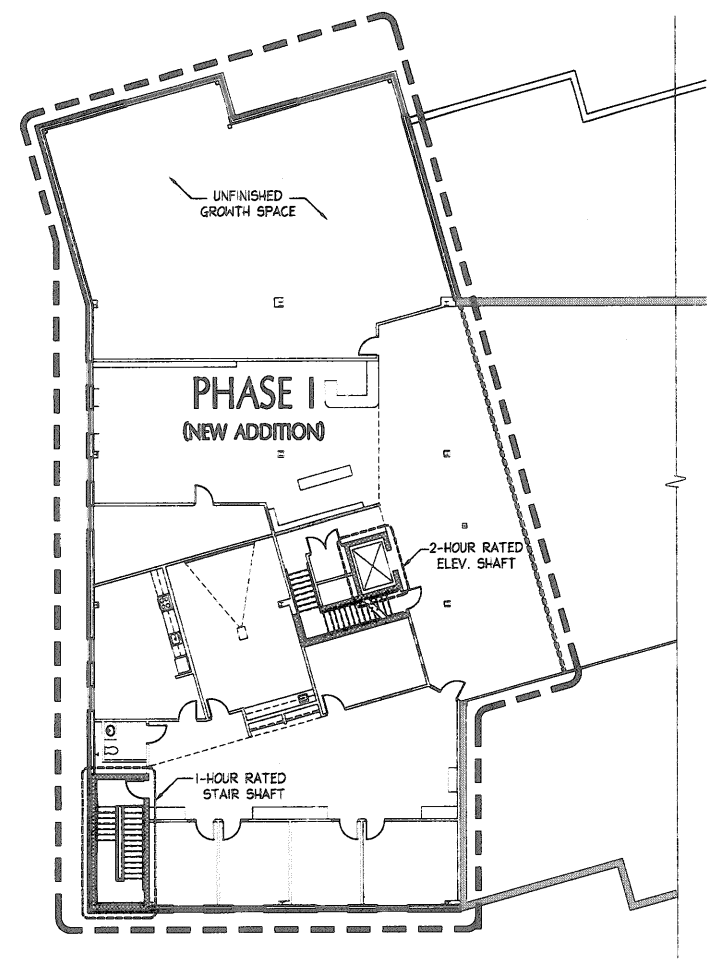 UNFINISHED
GROWTH SPACE
PHASE I
(NEW ADDITION)
2-HOUR RATED
ELEV. SHAFT
1-HOUR RATED
STAIR SHAFT